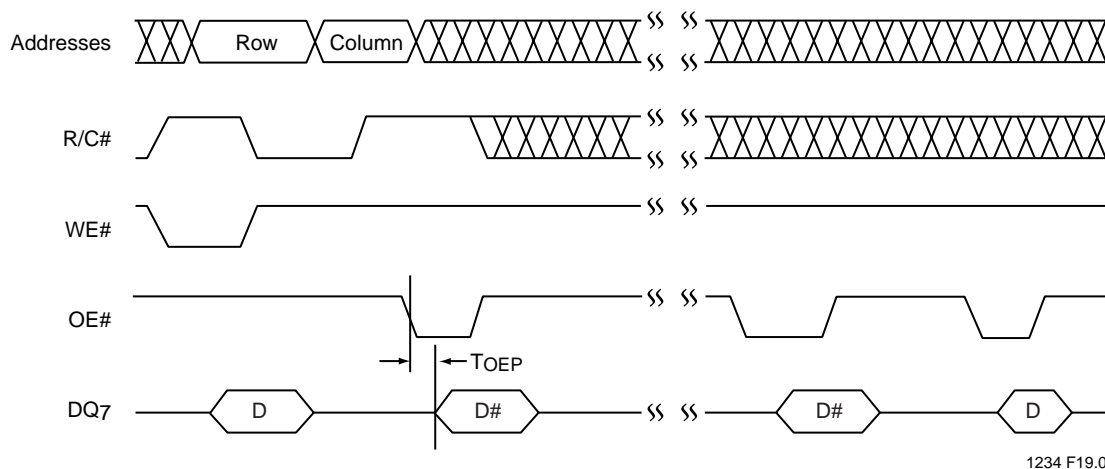 Addresses
Row
Column
R/C#
WE#
OE#
TOEP
DQ7
D
D#
D#
D
1234 F19.0